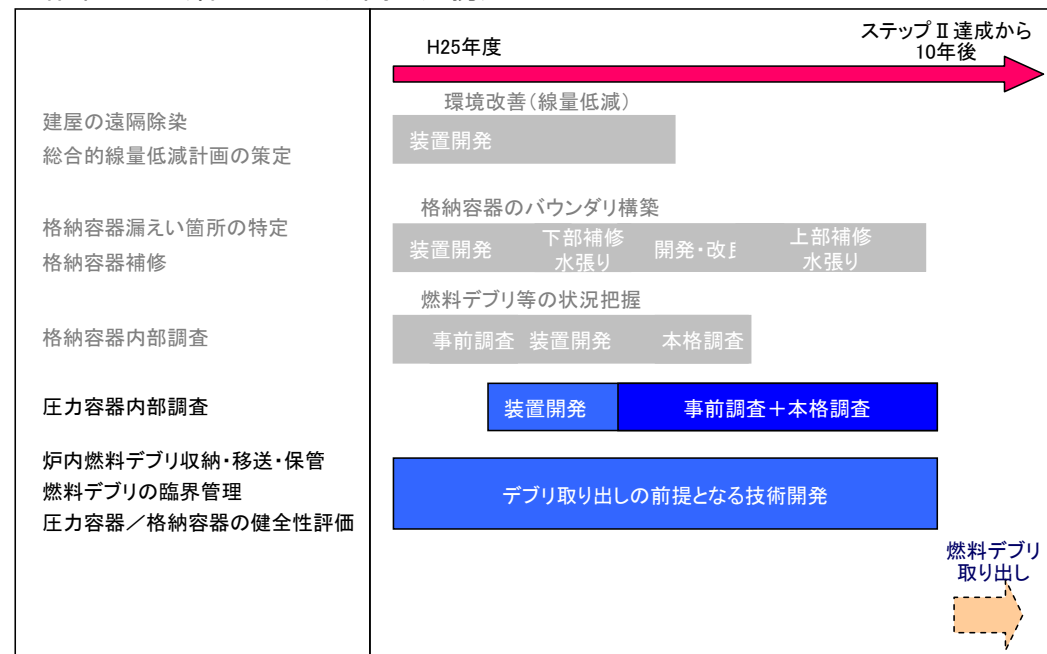 H25年度
ステップⅡ達成から
10年後
環境改善(線量低減)
建屋の遠隔除染
総合的線量低減計画の策定
装置開発
格納容器のバウンダリ構築
格納容器漏えい箇所の特定
格納容器補修
装置開発
下部補修
水張り
開発・改
上部補修
水張り
燃料デブリ等の状況把握
格納容器内部調査
事前調査
装置開発
本格調査
圧力容器内部調査
装置開発
事前調査+本格調査
炉内燃料デブリ収納・移送・保管
燃料デブリの臨界管理
圧力容器/格納容器の健全性評価
デブリ取り出しの前提となる技術開発
燃料デブリ
取り出し